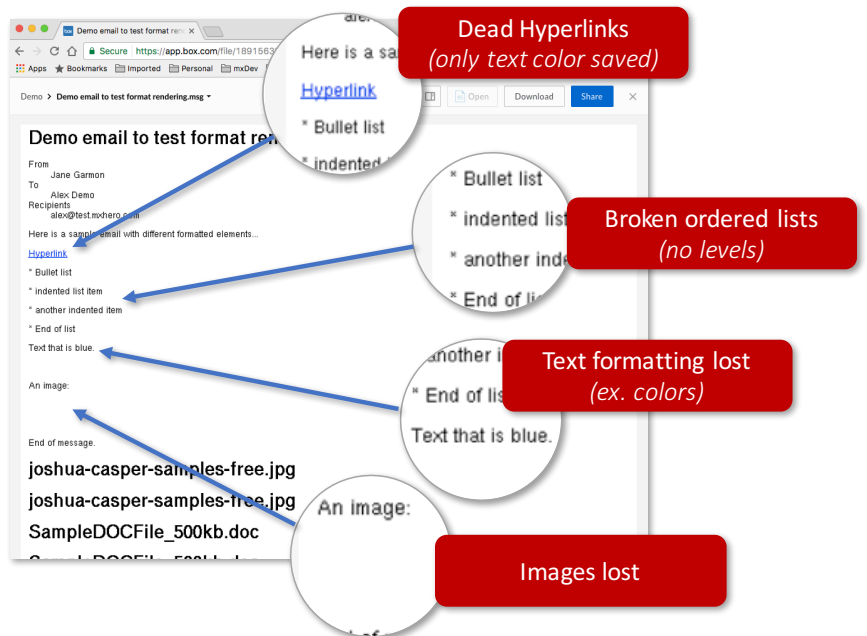 Demo email to test format rend
Secure https://app.box.com/file/1891563
Apps Bookmarks Imported Personal mxDev
Demo > Demo email to test format rendering.msg
Open Download Share
Demo email to test format ren
From
Jane Garmon
To
Alex Demo
Recipients
alex@test.mxhero.com
Here is a sample email with different formatted elements...
Hyperlink
* Bullet list
* indented list item
* another indented item
* End of list
Text that is blue.
An image:
End of message.
joshua-casper-samples-free.jpg
joshua-casper-samples-free.jpg
SampleDOCFile_500kb.doc
SampleDOCFile_500kb.doc
Here is a sa
Hyperlink
* Bullet list
* indented
Dead Hyperlinks
(only text color saved)
* Bullet list
* indented list
* another inde
* End of lis
Broken ordered lists
(no levels)
another i
* End of lis
Text that is blue.
Text formatting lost
(ex. colors)
An image:
Images lost